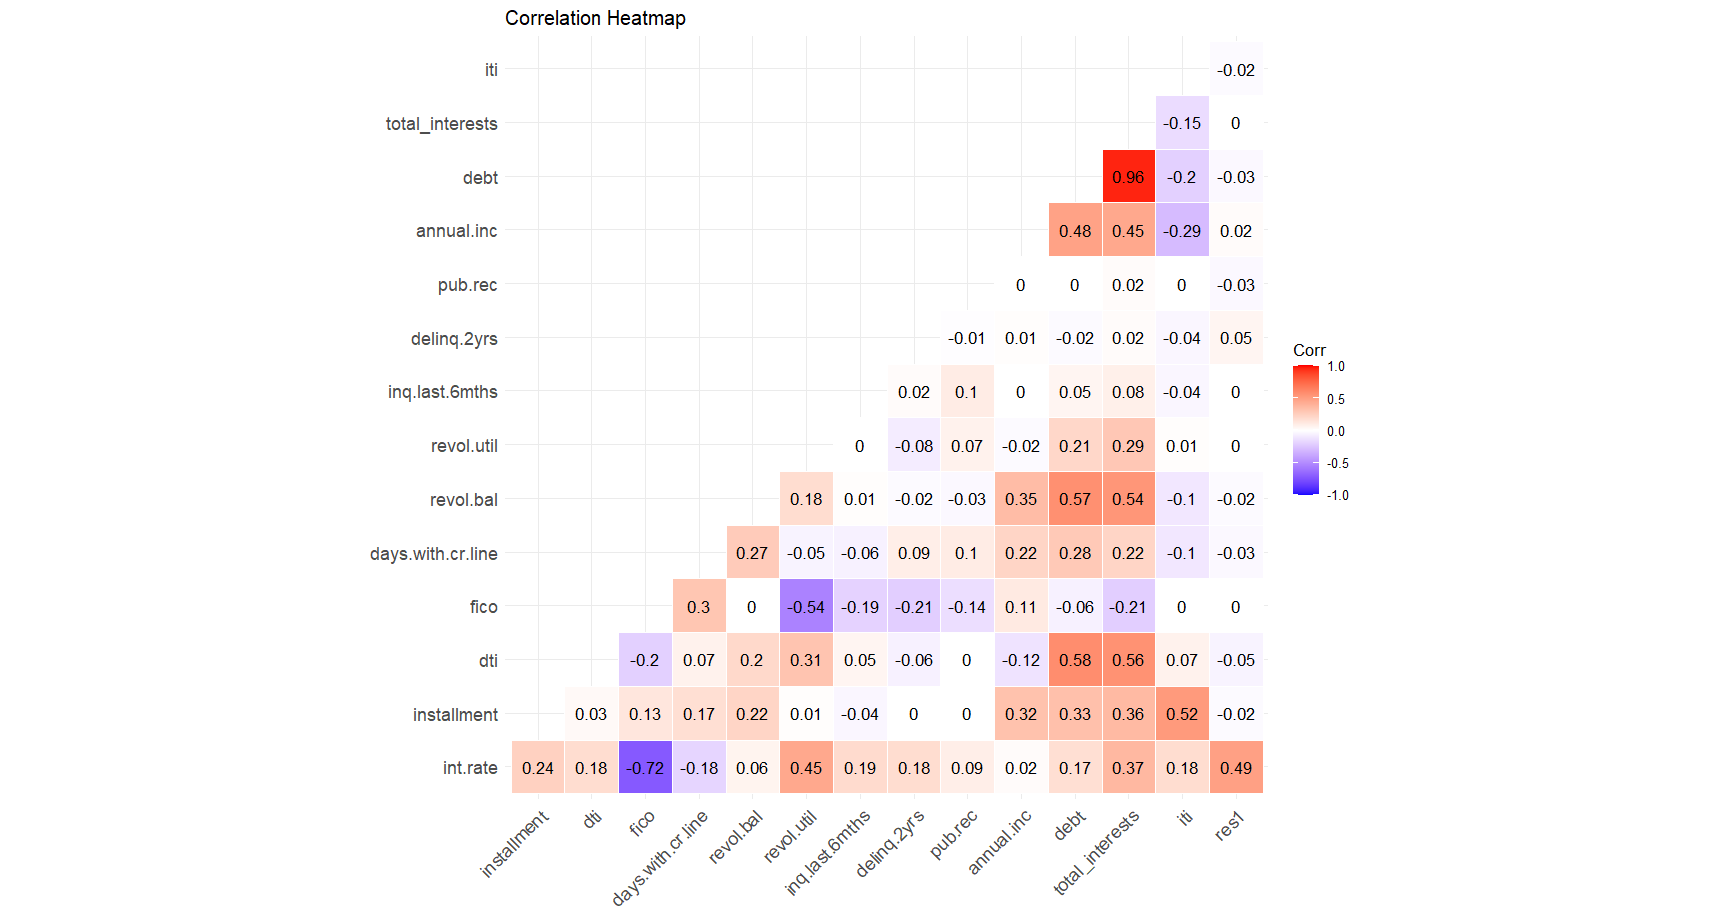 Correlation Heatmap
iti -0.02
total_interests -0.15 0
debt 0.96 -0.2 -0.03
annual.inc 0.48 0.45 -0.29 0.02
pub.rec 0 0 0.02 0 -0.03
delinq.2yrs -0.01 0.01 -0.02 0.02 -0.04 0.05
inq.last.6mths 0.02 0.1 0 0.05 0.08 -0.04 0
revol.util 0 -0.08 0.07 -0.02 0.21 0.29 0.01 0
revol.bal 0.18 0.01 -0.02 -0.03 0.35 0.57 0.54 -0.1 -0.02
days.with.cr.line 0.27 -0.05 -0.06 0.09 0.1 0.22 0.28 0.22 -0.1 -0.03
fico 0.3 0 -0.54 -0.19 -0.21 -0.14 0.11 -0.06 -0.21 0 0
dti -0.2 0.07 0.2 0.31 0.05 -0.06 0 -0.12 0.58 0.56 0.07 -0.05
installment 0.03 0.13 0.17 0.22 0.01 -0.04 0 0 0.32 0.33 0.36 0.52 -0.02
int.rate 0.24 0.18 -0.72 -0.18 0.06 0.45 0.19 0.18 0.09 0.02 0.17 0.37 0.18 0.49
installment dti fico days.with.cr.line revol.bal revol.util inq.last.6mths delinq.2yrs pub.rec annual.inc debt total_interests iti res1
Corr
1.0
0.5
0.0
-0.5
-1.0